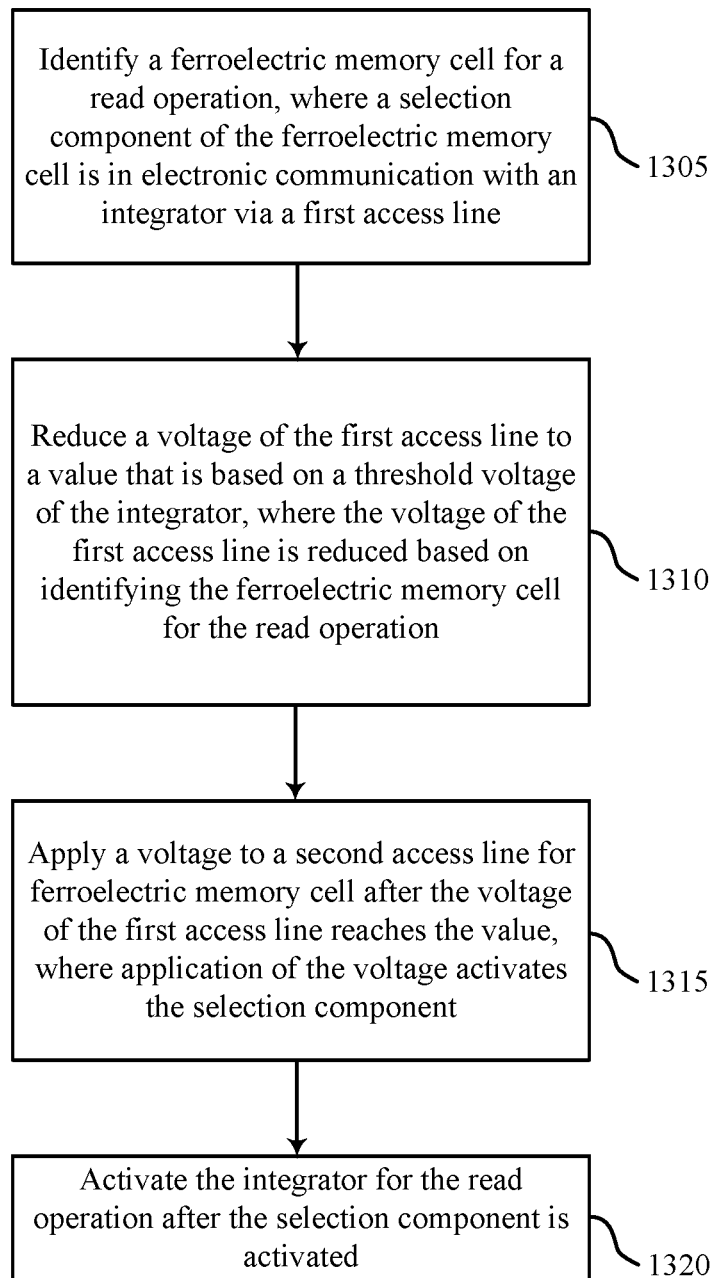 Identify a ferroelectric memory cell for a
read operation, where a selection
component of the ferroelectric memory
cell is in electronic communication with an
integrator via a first access line
1305
Reduce a voltage of the first access line to
a value that is based on a threshold voltage
of the integrator, where the voltage of the
first access line is reduced based on
identifying the ferroelectric memory cell
for the read operation
1310
Apply a voltage to a second access line for
ferroelectric memory cell after the voltage
of the first access line reaches the value,
where application of the voltage activates
the selection component
1315
Activate the integrator for the read
operation after the selection component is
activated
1320